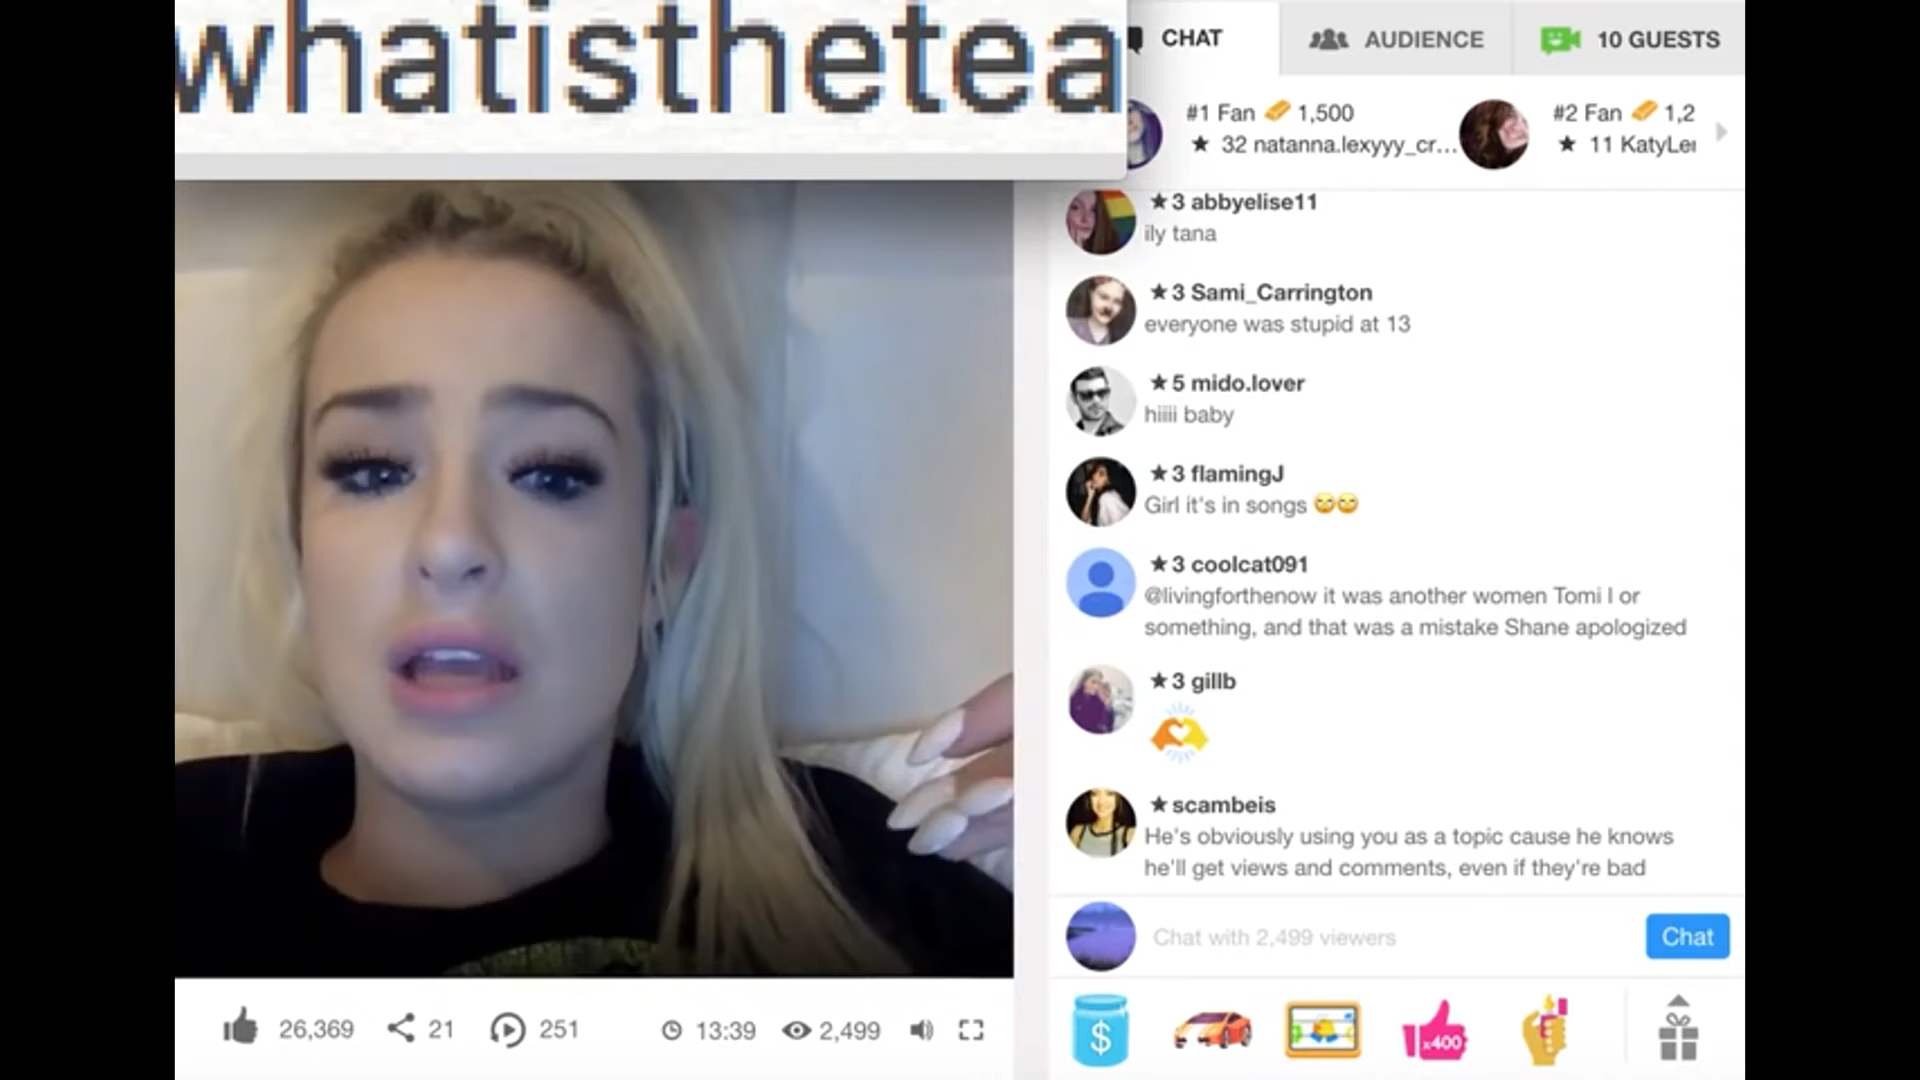 whatisthetea
CHAT
AUDIENCE
10 GUESTS
#1 Fan 1,500
★ 32 natanna.lexyyy_cr...
#2 Fan 1,2
★ 11 KatyLe
★3 abbyelise11
ily tana
★3 Sami_Carrington
everyone was stupid at 13
★5 mido.lover
hiiii baby
★3 flamingJ
Girl it's in songs 🙄🙄
★3 coolcat091
@livingforthenow it was another women Tomi l or
something, and that was a mistake Shane apologized
★3 gillb
★scambeis
He's obviously using you as a topic cause he knows
he'll get views and comments, even if they're bad
Chat with 2,499 viewers
Chat
26,369
21
251
13:39
2,499
$
x400